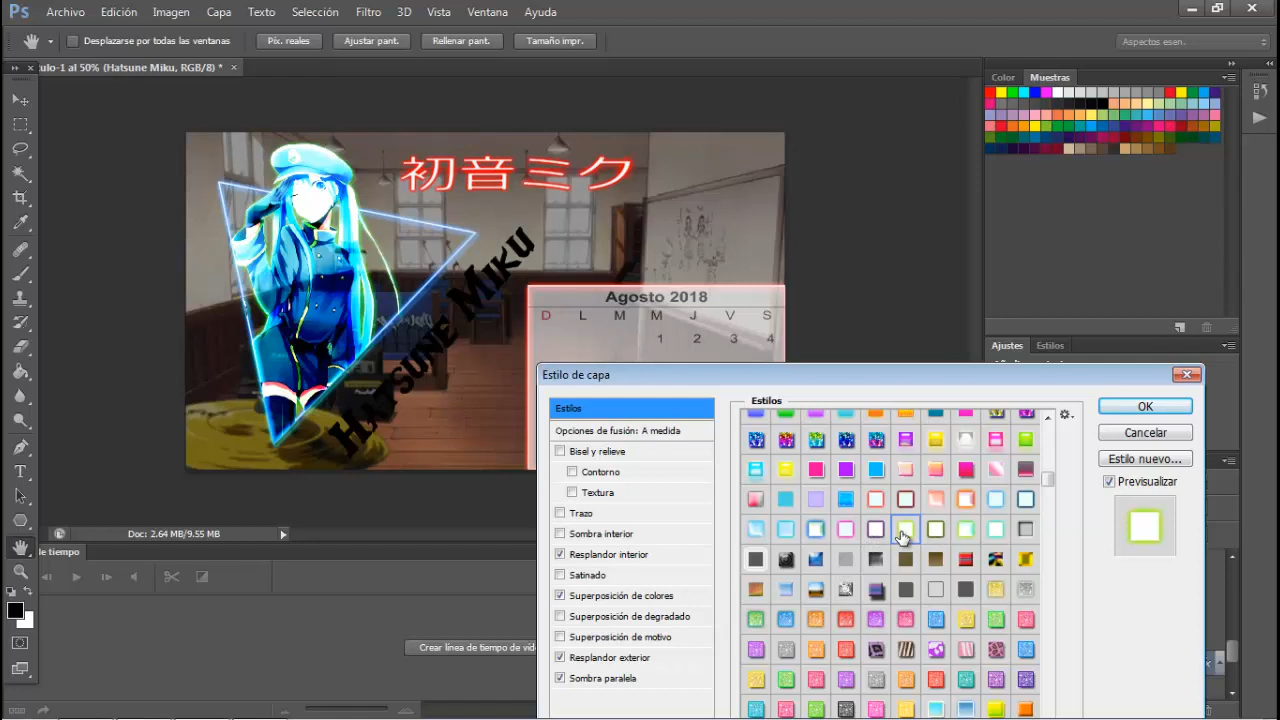 Ps Archivo Edición Imagen Capa Texto Selección Filtro 3D Vista Ventana Ayuda
Desplazarse por todas las ventanas Píx. reales Ajustar pant. Rellenar pant. Tamaño impr. Aspectos esen.
ulo-1 al 50% (Hatsune Miku, RGB/8) * ×
Color Muestras
初音ミク
Hatsune Miku
Agosto 2018
D L M M J V S
1 2 3 4
Ajustes Estilos
Estilo de capa
Estilos
Opciones de fusión: A medida
Bisel y relieve
Contorno
Textura
Trazo
Sombra interior
Resplandor interior
Satinado
Superposición de colores
Superposición de degradado
Superposición de motivo
Resplandor exterior
Sombra paralela
Estilos
OK
Cancelar
Estilo nuevo...
Previsualizar
Doc: 2.64 MB/9.55 MB
de tiempo
Crear línea de tiempo de víd